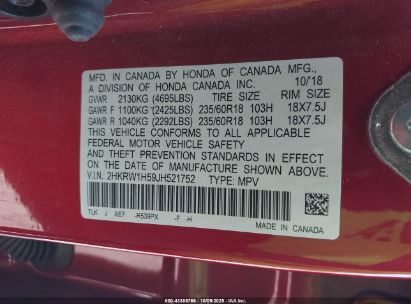 MFD. IN CANADA BY HONDA OF CANADA MFG.,
A DIVISION OF HONDA CANADA INC. 10/18
GVWR 2130KG (4695LBS) TIRE SIZE RIM SIZE
GAWR F 1100KG (2425LBS) 235/60R18 103H 18X7.5J
GAWR R 1040KG (2292LBS) 235/60R18 103H 18X7.5J
THIS VEHICLE CONFORMS TO ALL APPLICABLE
FEDERAL MOTOR VEHICLE SAFETY
AND THEFT PREVENTION STANDARDS IN EFFECT
ON THE DATE OF MANUFACTURE SHOWN ABOVE.
V.I.N.: 2HKRW1H59JH521752 TYPE: MPV
TLK J AE7 -R539PX -F -H
MADE IN CANADA